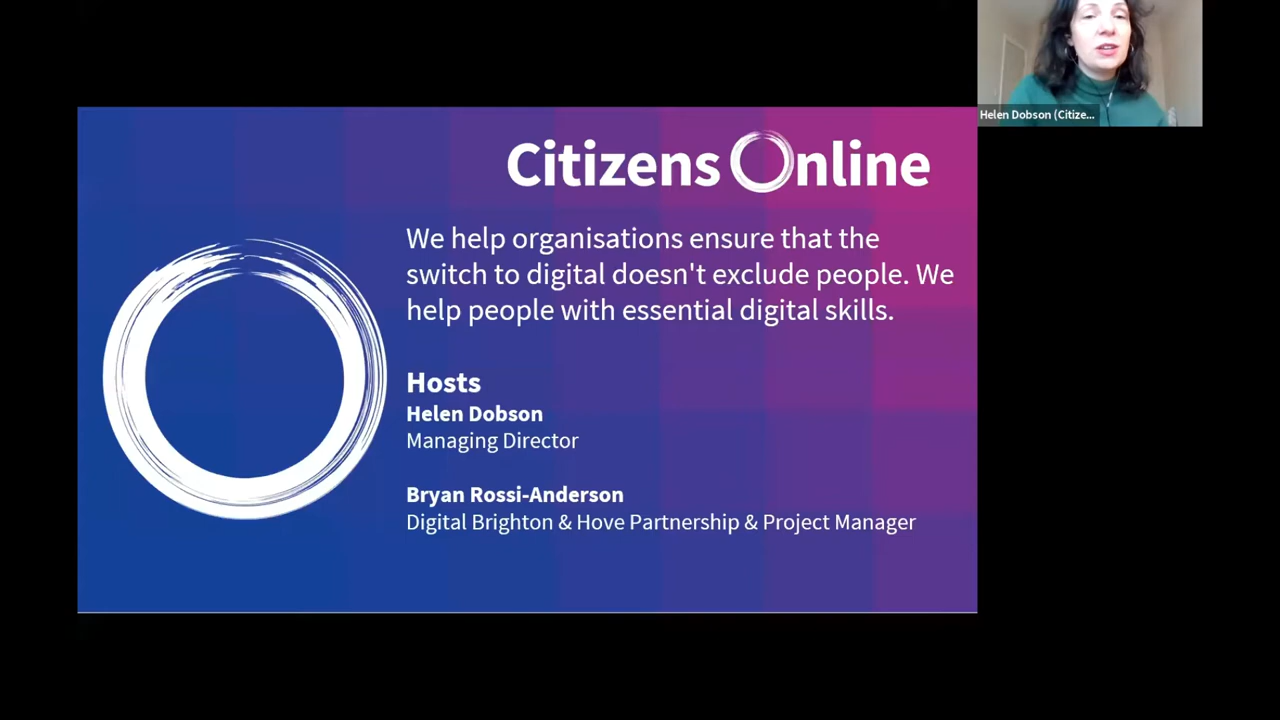 Helen Dobson (Citize...
Citizens Online
We help organisations ensure that the
switch to digital doesn't exclude people. We
help people with essential digital skills.
Hosts
Helen Dobson
Managing Director
Bryan Rossi-Anderson
Digital Brighton & Hove Partnership & Project Manager